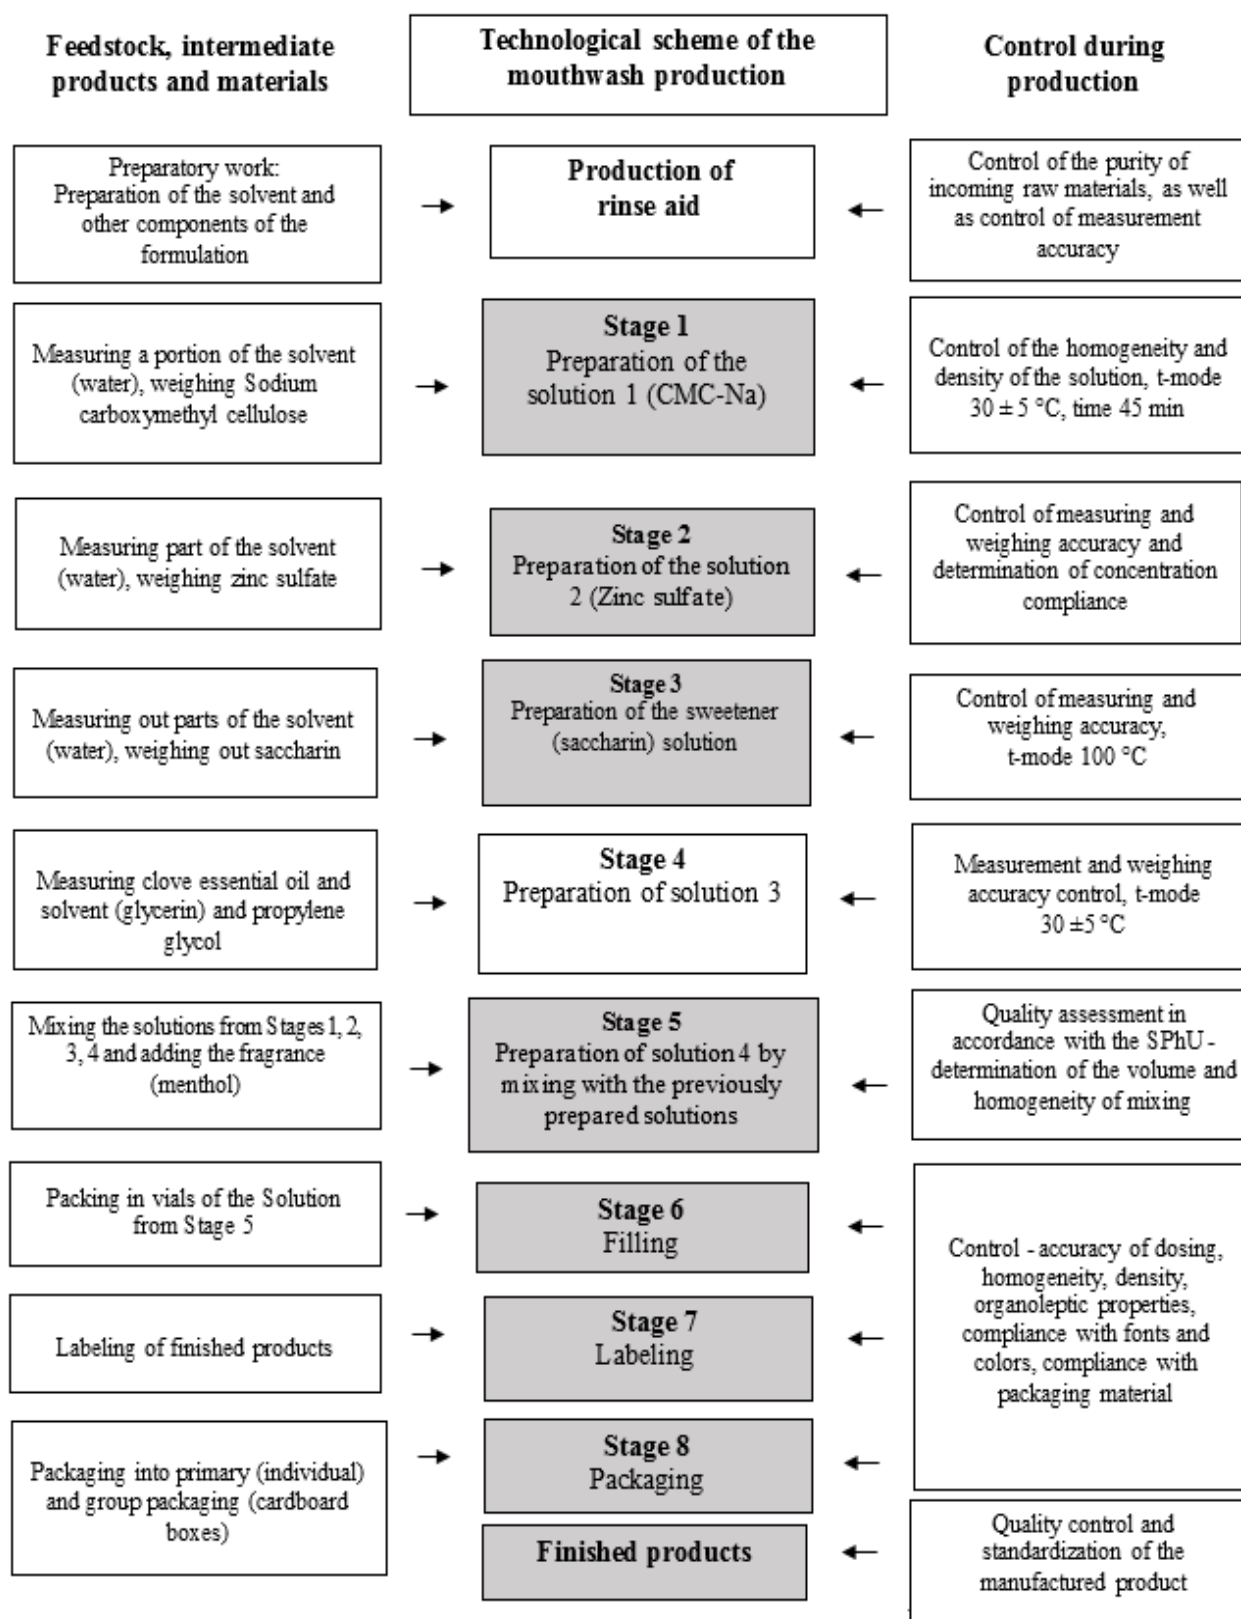 Feedstock, intermediate
products and materials
Technological scheme of the
mouthwash production
Control during
production
Preparatory work:
Preparation of the solvent and
other components of the
formulation
Production of
rinse aid
Control of the purity of
incoming raw materials, as well
as control of measurement
accuracy
Measuring a portion of the solvent
(water), weighing Sodium
carboxymethyl cellulose
Stage 1
Preparation of the
solution 1 (CMC-Na)
Control of the homogeneity and
density of the solution, t-mode
30 ± 5 °C, time 45 min
Measuring part of the solvent
(water), weighing zinc sulfate
Stage 2
Preparation of the solution
2 (Zinc sulfate)
Control of measuring and
weighing accuracy and
determination of concentration
compliance
Measuring out parts of the solvent
(water), weighing out saccharin
Stage 3
Preparation of the sweetener
(saccharin) solution
Control of measuring and
weighing accuracy,
t-mode 100 °C
Measuring clove essential oil and
solvent (glycerin) and propylene
glycol
Stage 4
Preparation of solution 3
Measurement and weighing
accuracy control, t-mode
30 ±5 °C
Mixing the solutions from Stages 1, 2,
3, 4 and adding the fragrance
(menthol)
Stage 5
Preparation of solution 4 by
mixing with the previously
prepared solutions
Quality assessment in
accordance with the SPhU -
determination of the volume and
homogeneity of mixing
Packing in vials of the Solution
from Stage 5
Stage 6
Filling
Control - accuracy of dosing,
homogeneity, density,
organoleptic properties,
compliance with fonts and
colors, compliance with
packaging material
Labeling of finished products
Stage 7
Labeling
Packaging into primary (individual)
and group packaging (cardboard
boxes)
Stage 8
Packaging
Finished products
Quality control and
standardization of the
manufactured product